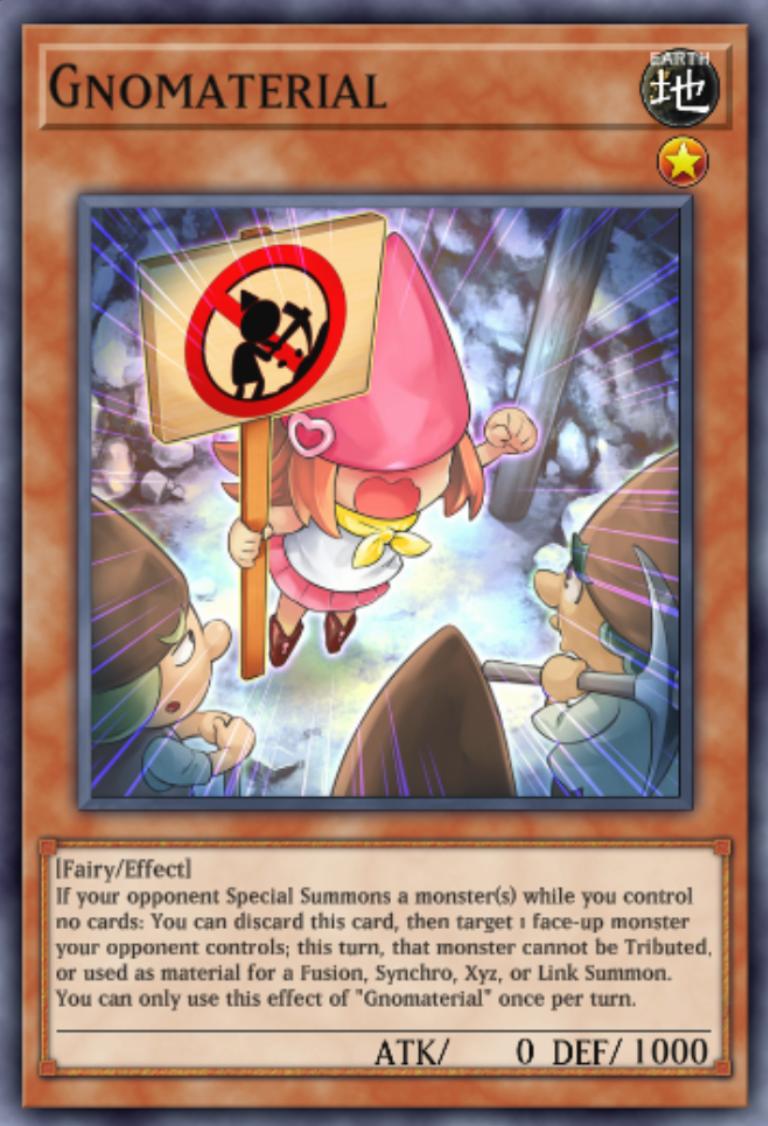 GNOMATERIAL
EARTH
地
[Fairy/Effect]
If your opponent Special Summons a monster(s) while you control
no cards: You can discard this card, then target 1 face-up monster
your opponent controls; this turn, that monster cannot be Tributed,
or used as material for a Fusion, Synchro, Xyz, or Link Summon.
You can only use this effect of "Gnomaterial" once per turn.
ATK/ 0 DEF/ 1000